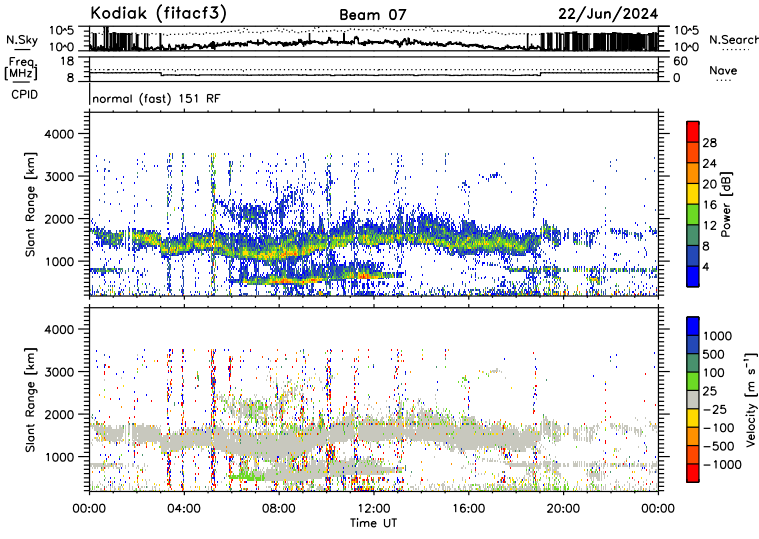 Kodiak (fitacf3) Beam 07 22/Jun/2024
N.Sky 10^5 10^0 10^5 10^0 N.Search
Freq. [MHz] 18 8 60 0 Nave
CPID normal (fast) 151 RF
Slant Range [km] 4000 3000 2000 1000
Power [dB] 28 24 20 16 12 8 4
Slant Range [km] 4000 3000 2000 1000
Velocity [m s⁻¹] 1000 500 100 25 −25 −100 −500 −1000
00:00 04:00 08:00 12:00 16:00 20:00 00:00
Time UT